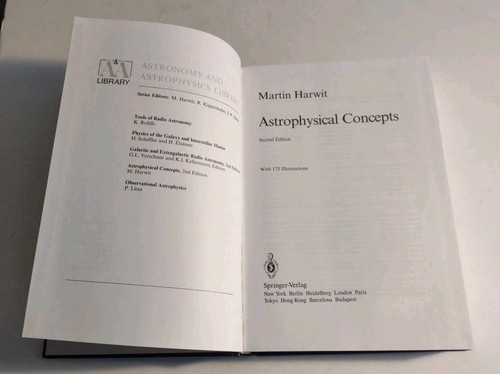 A&A
LIBRARY
ASTRONOMY AND
ASTROPHYSICS LIBRARY
Series Editors: M. Harwit, R. Kippenhahn,
Tools of Radio Astronomy
K. Rohlfs
Physics of the Galaxy and Interstellar Matter
H. Scheffler and H. Elsässer
Galactic and Extragalactic Radio Astronomy, 2nd Edition
G.L. Verschuur and K.I. Kellermann, Editors
Astrophysical Concepts, 2nd Edition
M. Harwit
Observational Astrophysics
P. Léna
Martin Harwit
Astrophysical Concepts
Second Edition
With 173 Illustrations
Springer-Verlag
New York Berlin Heidelberg London Paris
Tokyo Hong Kong Barcelona Budapest